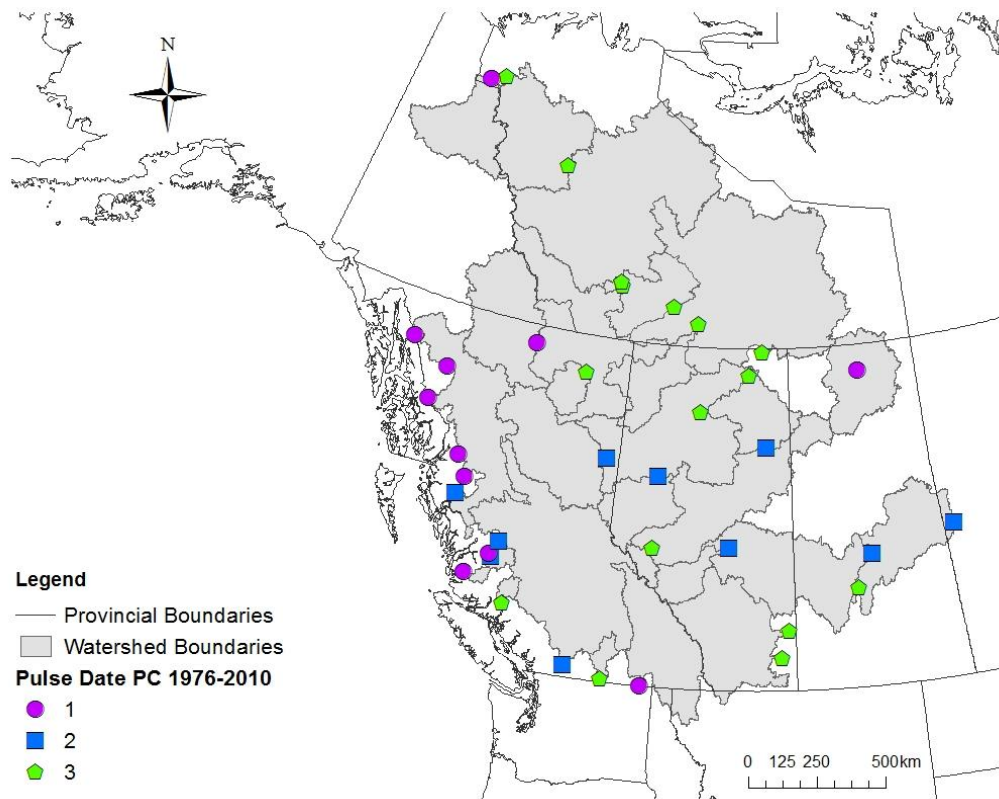 N
Legend
Provincial Boundaries
Watershed Boundaries
Pulse Date PC 1976-2010
1
2
3
0 125 250 500km